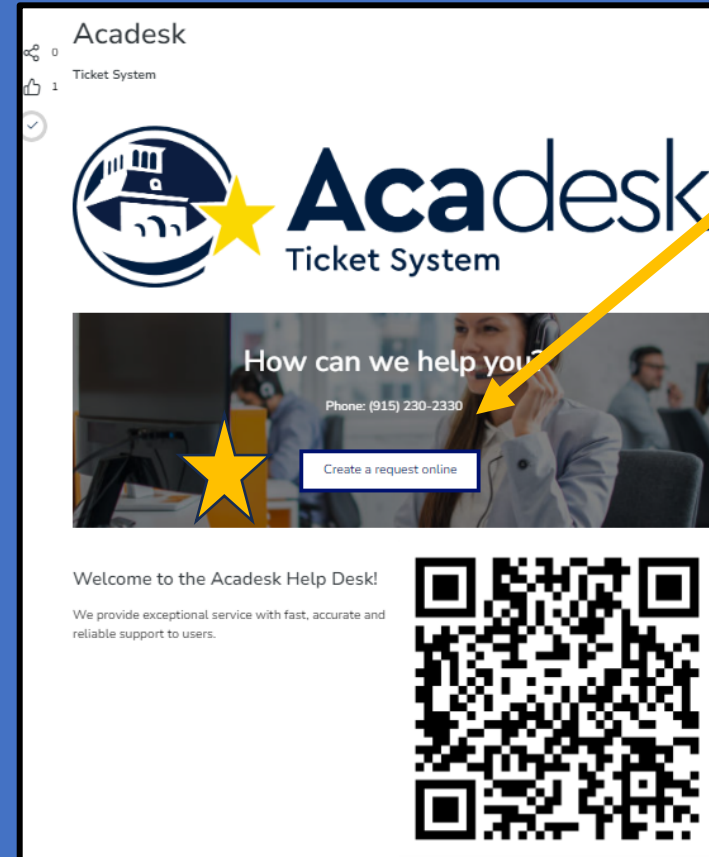 Acadesk
0
Ticket System
1
Acadesk
Ticket System
How can we help you?
Phone: (915) 230-2330
Create a request online
Welcome to the Acadesk Help Desk!
We provide exceptional service with fast, accurate and
reliable support to users.